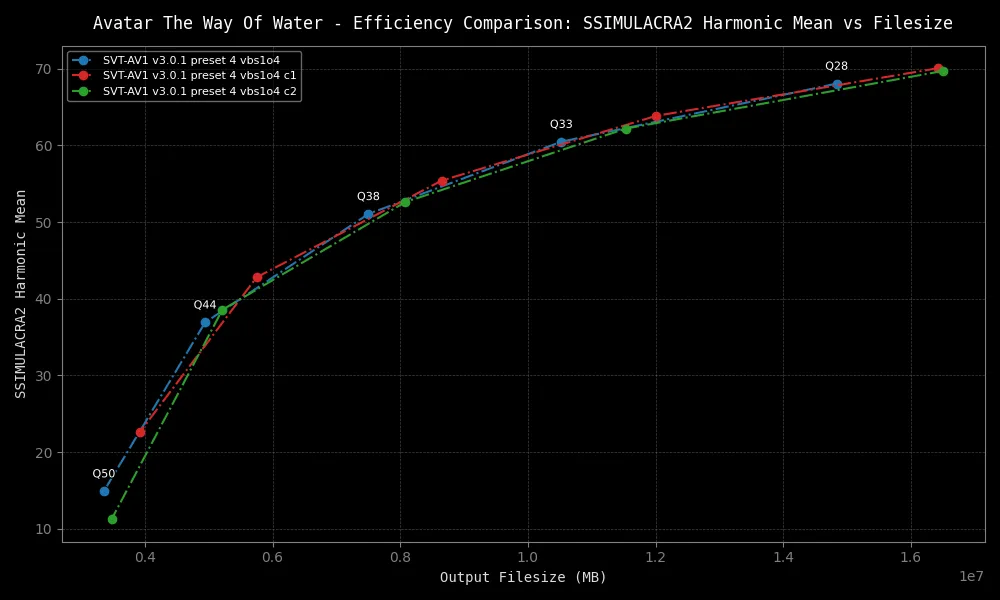 Avatar The Way Of Water - Efficiency Comparison: SSIMULACRA2 Harmonic Mean vs Filesize
SVT-AV1 v3.0.1 preset 4 vbs1o4
SVT-AV1 v3.0.1 preset 4 vbs1o4 c1
SVT-AV1 v3.0.1 preset 4 vbs1o4 c2
SSIMULACRA2 Harmonic Mean
70
60
50
40
30
20
10
Q28
Q33
Q38
Q44
Q50
0.4
0.6
0.8
1.0
1.2
1.4
1.6
1e7
Output Filesize (MB)